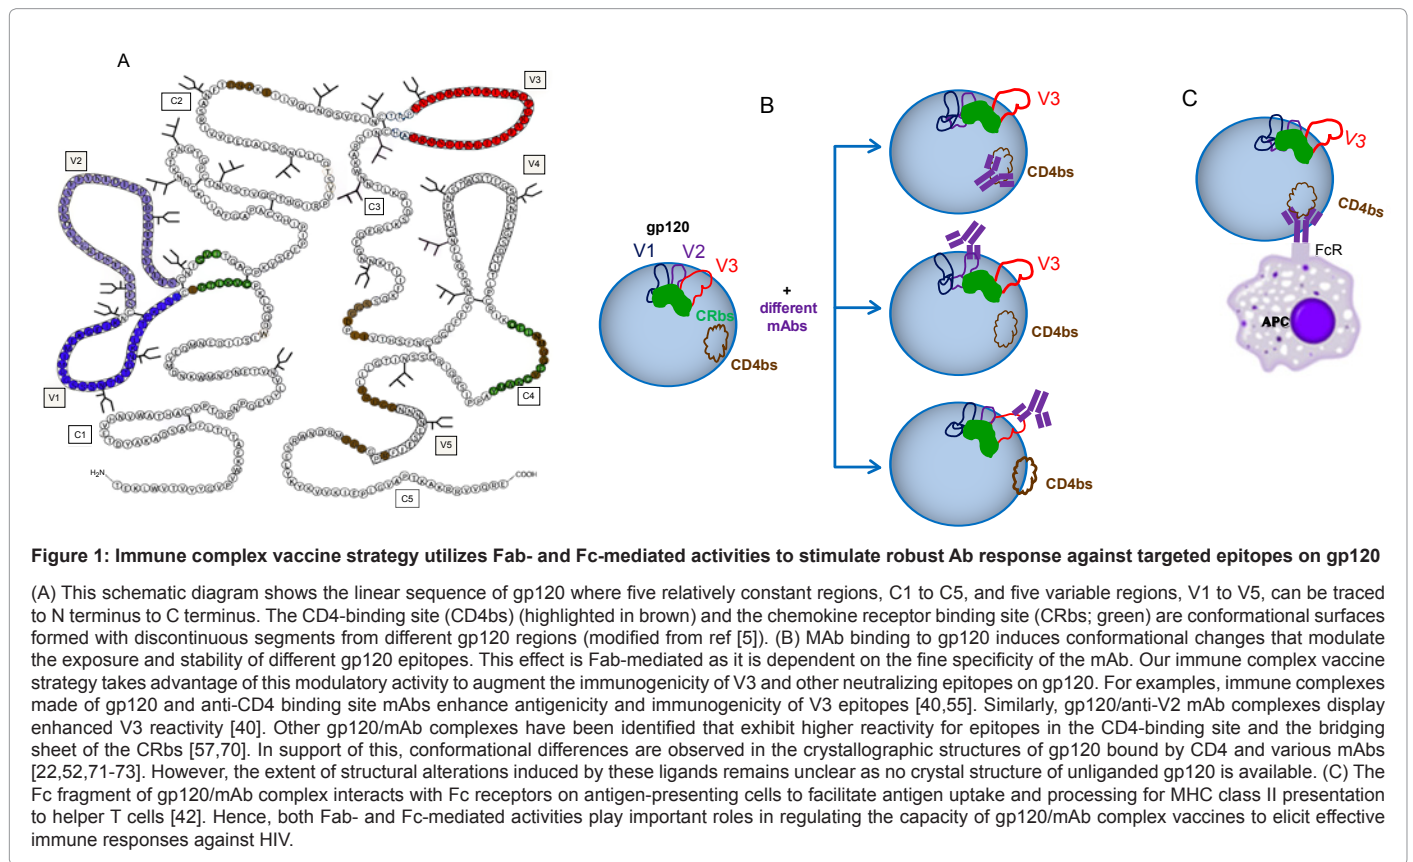 A
C2
V3
V2
V4
C3
V1
C1
C4
V5
C5
H₂N
COOH
B
gp120
V1
V2
V3
CRbs
CD4bs
+
different
mAbs
V3
CD4bs
V3
CD4bs
V3
CD4bs
C
V3
CD4bs
FcR
APC
Figure 1: Immune complex vaccine strategy utilizes Fab- and Fc-mediated activities to stimulate robust Ab response against targeted epitopes on gp120
(A) This schematic diagram shows the linear sequence of gp120 where five relatively constant regions, C1 to C5, and five variable regions, V1 to V5, can be traced
to N terminus to C terminus. The CD4-binding site (CD4bs) (highlighted in brown) and the chemokine receptor binding site (CRbs; green) are conformational surfaces
formed with discontinuous segments from different gp120 regions (modified from ref [5]). (B) MAb binding to gp120 induces conformational changes that modulate
the exposure and stability of different gp120 epitopes. This effect is Fab-mediated as it is dependent on the fine specificity of the mAb. Our immune complex vaccine
strategy takes advantage of this modulatory activity to augment the immunogenicity of V3 and other neutralizing epitopes on gp120. For examples, immune complexes
made of gp120 and anti-CD4 binding site mAbs enhance antigenicity and immunogenicity of V3 epitopes [40,55]. Similarly, gp120/anti-V2 mAb complexes display
enhanced V3 reactivity [40]. Other gp120/mAb complexes have been identified that exhibit higher reactivity for epitopes in the CD4-binding site and the bridging
sheet of the CRbs [57,70]. In support of this, conformational differences are observed in the crystallographic structures of gp120 bound by CD4 and various mAbs
[22,52,71-73]. However, the extent of structural alterations induced by these ligands remains unclear as no crystal structure of unliganded gp120 is available. (C) The
Fc fragment of gp120/mAb complex interacts with Fc receptors on antigen-presenting cells to facilitate antigen uptake and processing for MHC class II presentation
to helper T cells [42]. Hence, both Fab- and Fc-mediated activities play important roles in regulating the capacity of gp120/mAb complex vaccines to elicit effective
immune responses against HIV.